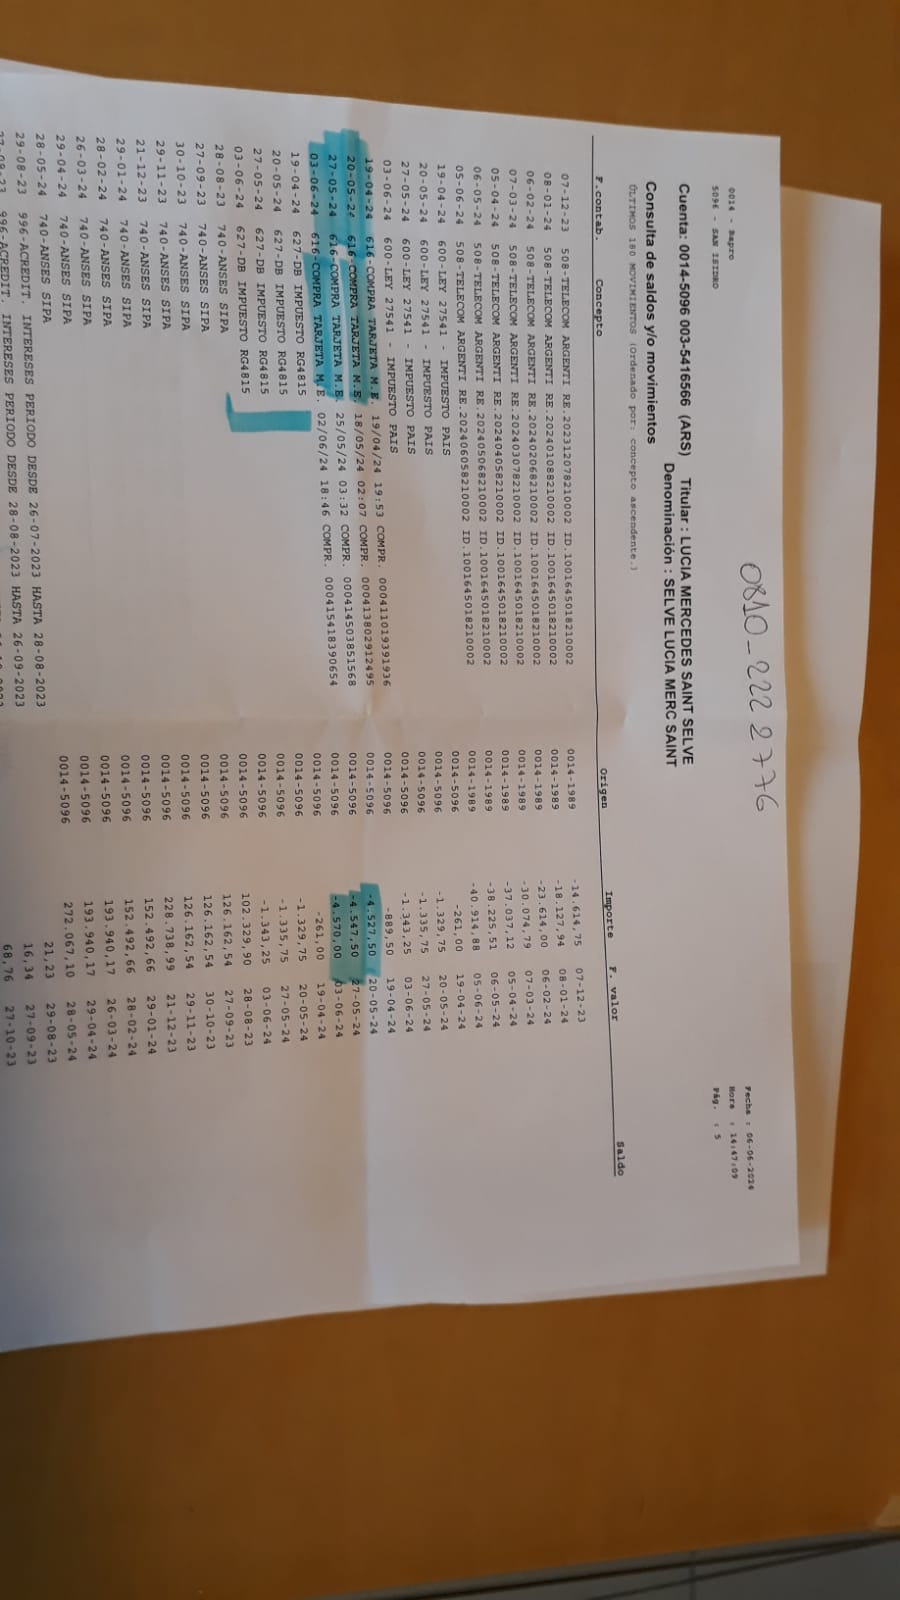 0810-222 2776
0014 - Bapro
5096 SAN ISIDRO
Fecha : 06-06-2024
Hora : 14:47:09
Pág. : 5
Cuenta: 0014-5096 003-5416566 (ARS) Titular : LUCIA MERCEDES SAINT SELVE
Denominación : SELVE LUCIA MERC SAINT
Consulta de saldos y/o movimientos
ÚLTIMOS 180 MOVIMIENTOS (Ordenado por: concepto ascendente.)
F.contab. Concepto Origen Importe F. valor Saldo
07-12-23 508-TELECOM ARGENTI RE.202312078210002 ID.1001645018210002 0014-1989 -14.614,75 07-12-23
08-01-24 508-TELECOM ARGENTI RE.202401088210002 ID.1001645018210002 0014-1989 -18.127,94 08-01-24
06-02-24 508-TELECOM ARGENTI RE.202402068210002 ID.1001645018210002 0014-1989 -23.614,00 06-02-24
07-03-24 508-TELECOM ARGENTI RE.202403078210002 ID.1001645018210002 0014-1989 -30.074,79 07-03-24
05-04-24 508-TELECOM ARGENTI RE.202404058210002 ID.1001645018210002 0014-1989 -37.037,12 05-04-24
06-05-24 508-TELECOM ARGENTI RE.202405068210002 ID.1001645018210002 0014-1989 -38.225,51 06-05-24
05-06-24 508-TELECOM ARGENTI RE.202406058210002 ID.1001645018210002 0014-1989 -40.914,88 05-06-24
19-04-24 600-LEY 27541 - IMPUESTO PAIS 0014-5096 -261,00 19-04-24
20-05-24 600-LEY 27541 - IMPUESTO PAIS 0014-5096 -1.329,75 20-05-24
27-05-24 600-LEY 27541 - IMPUESTO PAIS 0014-5096 -1.335,75 27-05-24
03-06-24 600-LEY 27541 - IMPUESTO PAIS 0014-5096 -1.343,25 03-06-24
19-04-24 616-COMPRA TARJETA M.E. 19/04/24 19:53 COMPR. 000411019391936 0014-5096 -889,50 19-04-24
20-05-24 616-COMPRA TARJETA M.E. 18/05/24 02:07 COMPR. 000413802912495 0014-5096 -4.527,50 20-05-24
27-05-24 616-COMPRA TARJETA M.E. 25/05/24 03:32 COMPR. 000414503851568 0014-5096 -4.547,50 27-05-24
03-06-24 616-COMPRA TARJETA M.E. 02/06/24 18:46 COMPR. 000415418390654 0014-5096 -4.570,00 03-06-24
19-04-24 627-DB IMPUESTO RG4815 0014-5096 -261,00 19-04-24
20-05-24 627-DB IMPUESTO RG4815 0014-5096 -1.329,75 20-05-24
27-05-24 627-DB IMPUESTO RG4815 0014-5096 -1.335,75 27-05-24
03-06-24 627-DB IMPUESTO RG4815 0014-5096 -1.343,25 03-06-24
28-08-23 740-ANSES SIPA 0014-5096 102.329,90 28-08-23
27-09-23 740-ANSES SIPA 0014-5096 126.162,54 27-09-23
30-10-23 740-ANSES SIPA 0014-5096 126.162,54 30-10-23
29-11-23 740-ANSES SIPA 0014-5096 126.162,54 29-11-23
21-12-23 740-ANSES SIPA 0014-5096 228.738,99 21-12-23
29-01-24 740-ANSES SIPA 0014-5096 152.492,66 29-01-24
28-02-24 740-ANSES SIPA 0014-5096 152.492,66 28-02-24
26-03-24 740-ANSES SIPA 0014-5096 193.940,17 26-03-24
29-04-24 740-ANSES SIPA 0014-5096 193.940,17 29-04-24
28-05-24 740-ANSES SIPA 0014-5096 272.067,10 28-05-24
29-08-23 996-ACREDIT. INTERESES PERIODO DESDE 26-07-2023 HASTA 28-08-2023 21,23 29-08-23
27-09-23 996-ACREDIT. INTERESES PERIODO DESDE 28-08-2023 HASTA 26-09-2023 16,34 27-09-23
68,76 27-10-23